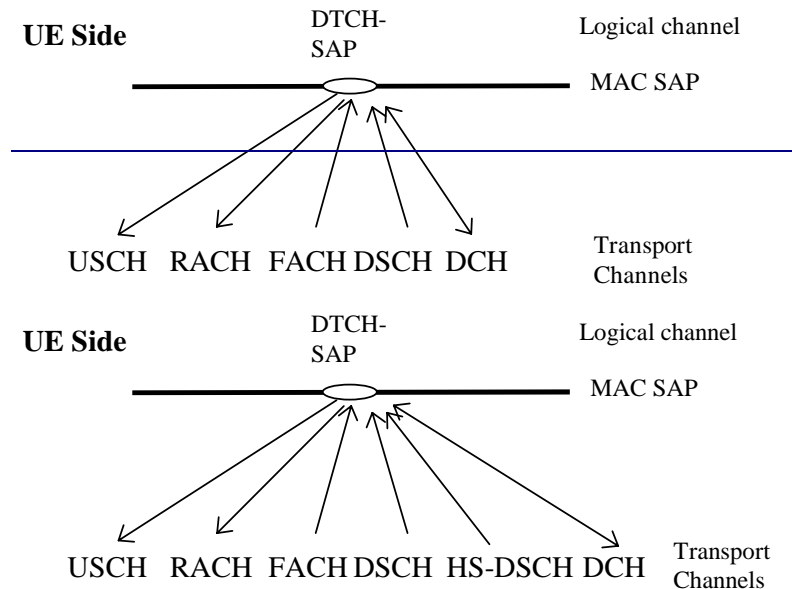 UE Side
DTCH-
SAP
Logical channel
MAC SAP
USCH RACH FACH DSCH DCH
Transport
Channels
UE Side
DTCH-
SAP
Logical channel
MAC SAP
USCH RACH FACH DSCH HS-DSCH DCH
Transport
Channels